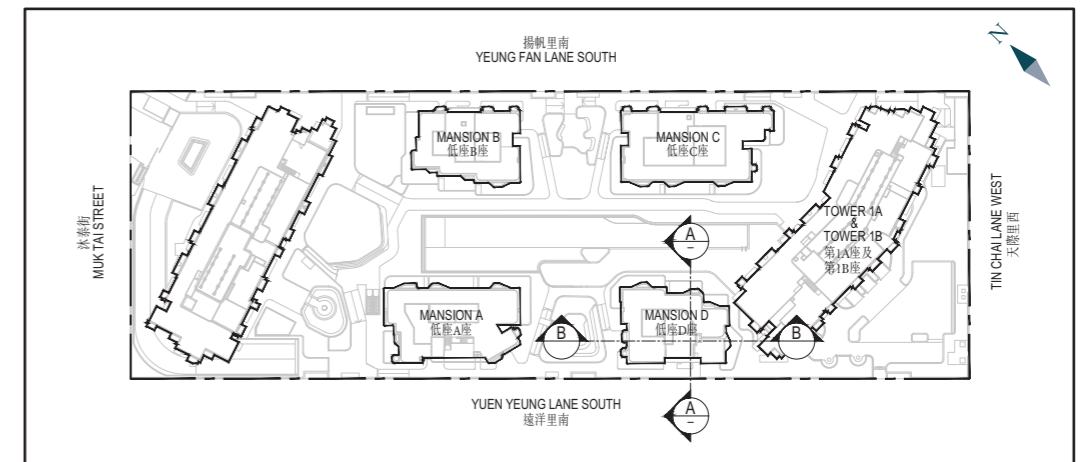 N
揚帆里南
YEUNG FAN LANE SOUTH
沐泰街
MUK TAI STREET
MANSION B
低座B座
MANSION C
低座C座
TOWER 1A
&
TOWER 1B
第1A座及
第1B座
TIN CHAI LANE WEST
天際里西
A
–
MANSION A
低座A座
B
–
MANSION D
低座D座
B
–
YUEN YEUNG LANE SOUTH
遠洋里南
A
–